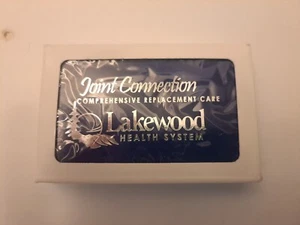 Joint Connection
COMPREHENSIVE REPLACEMENT CARE
Lakewood
HEALTH SYSTEM